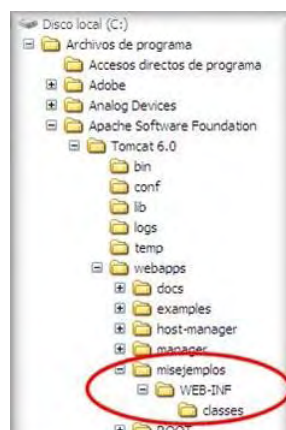 Disco local (C:)
Archivos de programa
Accesos directos de programa
Adobe
Analog Devices
Apache Software Foundation
Tomcat 6.0
bin
conf
lib
logs
temp
webapps
docs
examples
host-manager
manager
misejemplos
WEB-INF
classes
ROOT